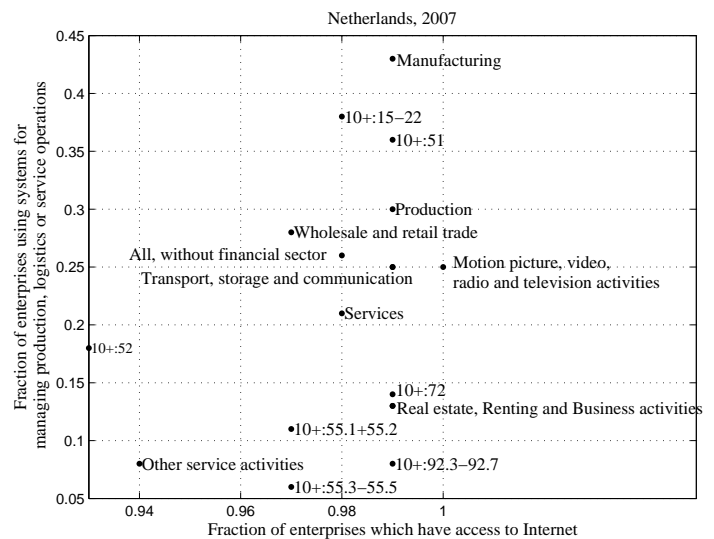 Netherlands, 2007
0.45
Manufacturing
0.4
10+:15−22
10+:51
0.35
0.3
Production
Wholesale and retail trade
All, without financial sector
0.25
Motion picture, video,
Transport, storage and communication
radio and television activities
Services
0.2
10+:52
0.15
10+:72
Real estate, Renting and Business activities
10+:55.1+55.2
0.1
Other service activities
10+:92.3−92.7
10+:55.3−55.5
0.05
0.94
0.96
0.98
1
Fraction of enterprises which have access to Internet
Fraction of enterprises using systems for
managing production, logistics or service operations